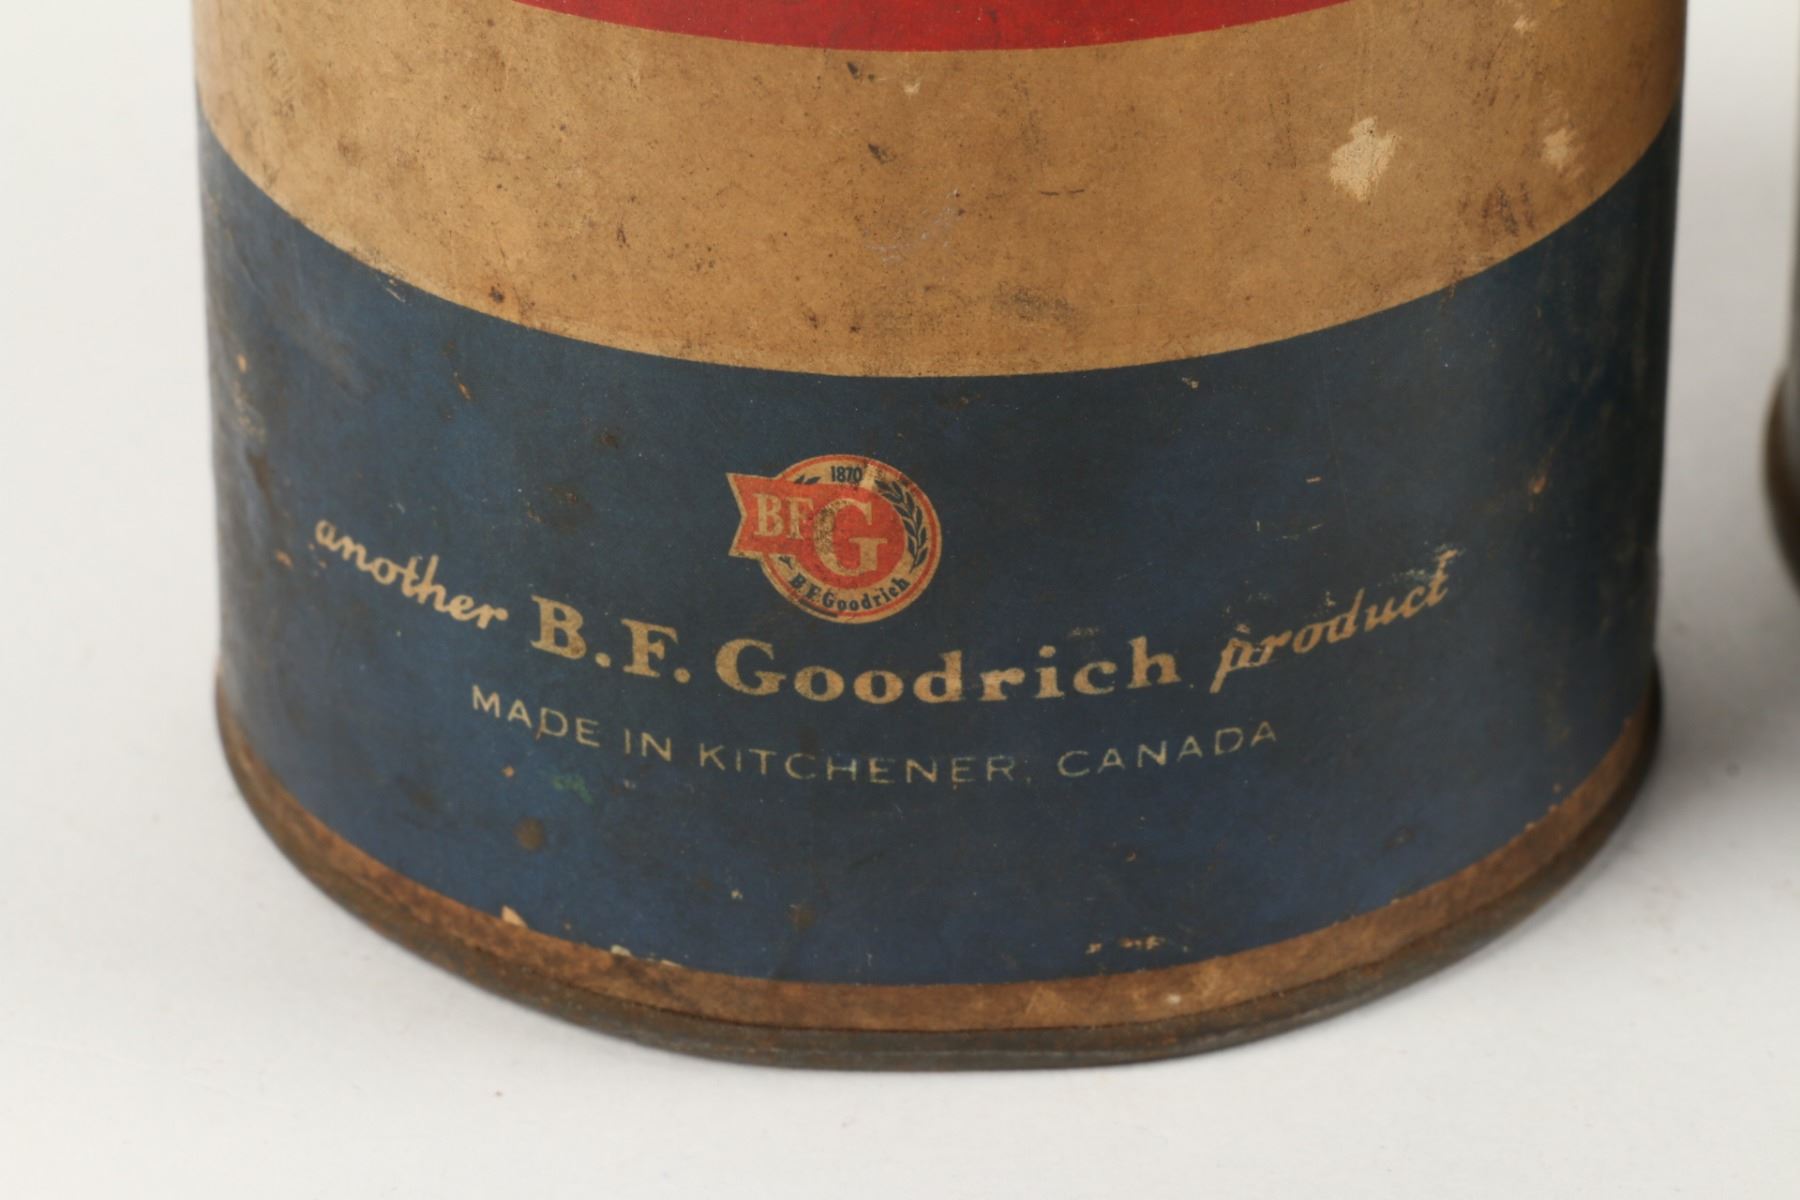 1870
BFG
B.F. Goodrich
another B.F. Goodrich product
MADE IN KITCHENER, CANADA